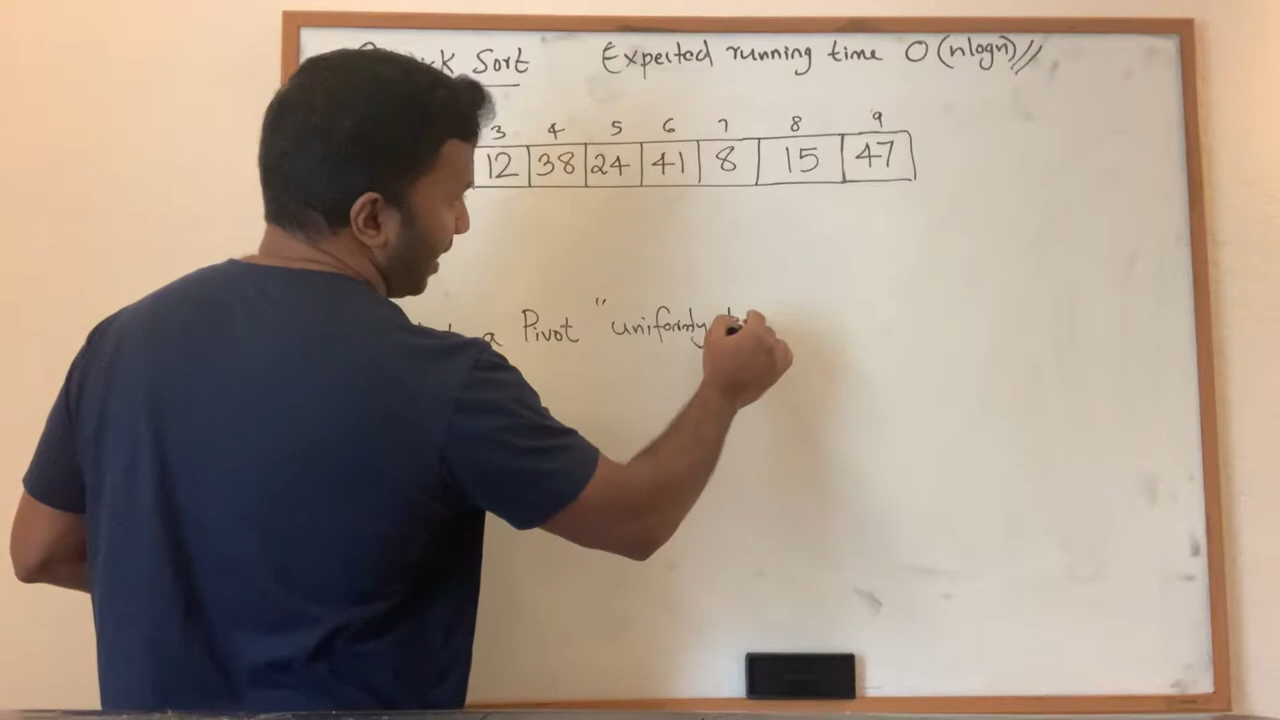 Sort Expected running time O(nlogn)//
3 4 5 6 7 8 9
12 38 24 41 8 15 47
a Pivot "uniformly